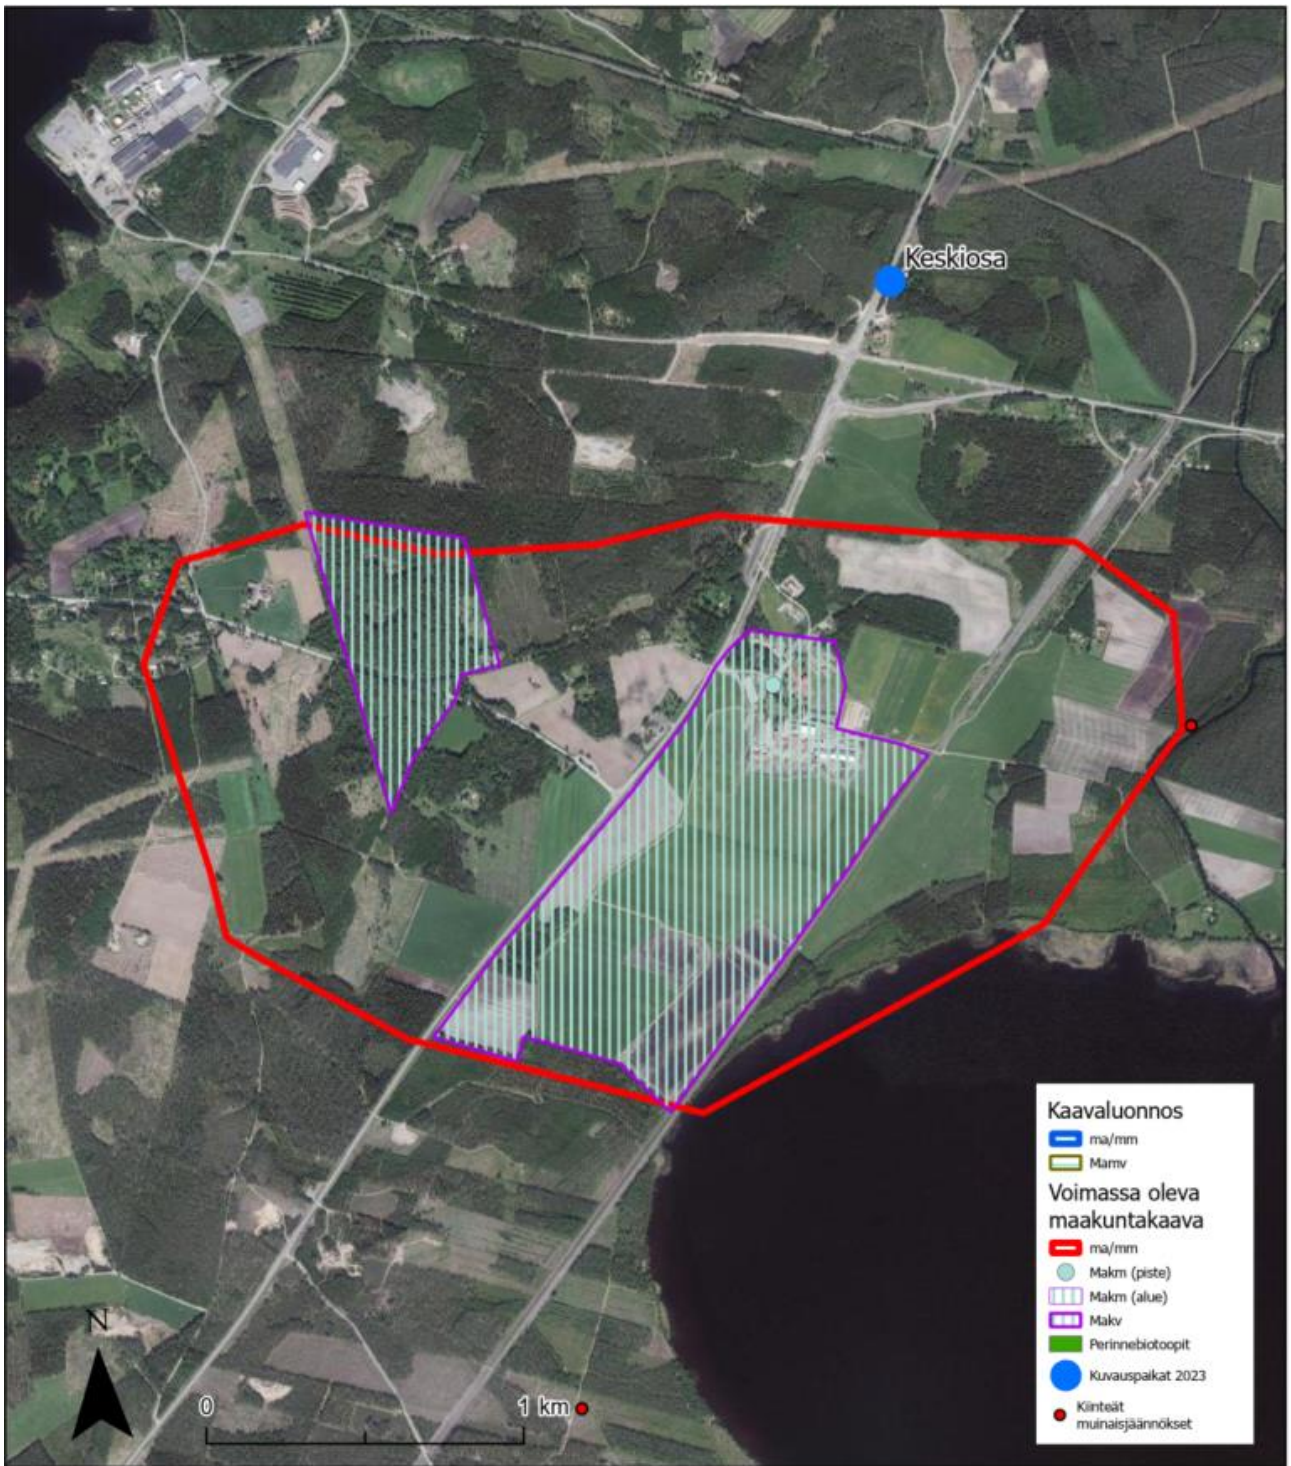 Keskiosa
Kaavaluonnos
ma/mm
Mamv
Voimassa oleva
maakuntakaava
ma/mm
Makm (piste)
Makm (alue)
Makv
Perinnebiotoopit
Kuvauspaikat 2023
Kiinteät
muinaisjäännökset
N
0 1 km